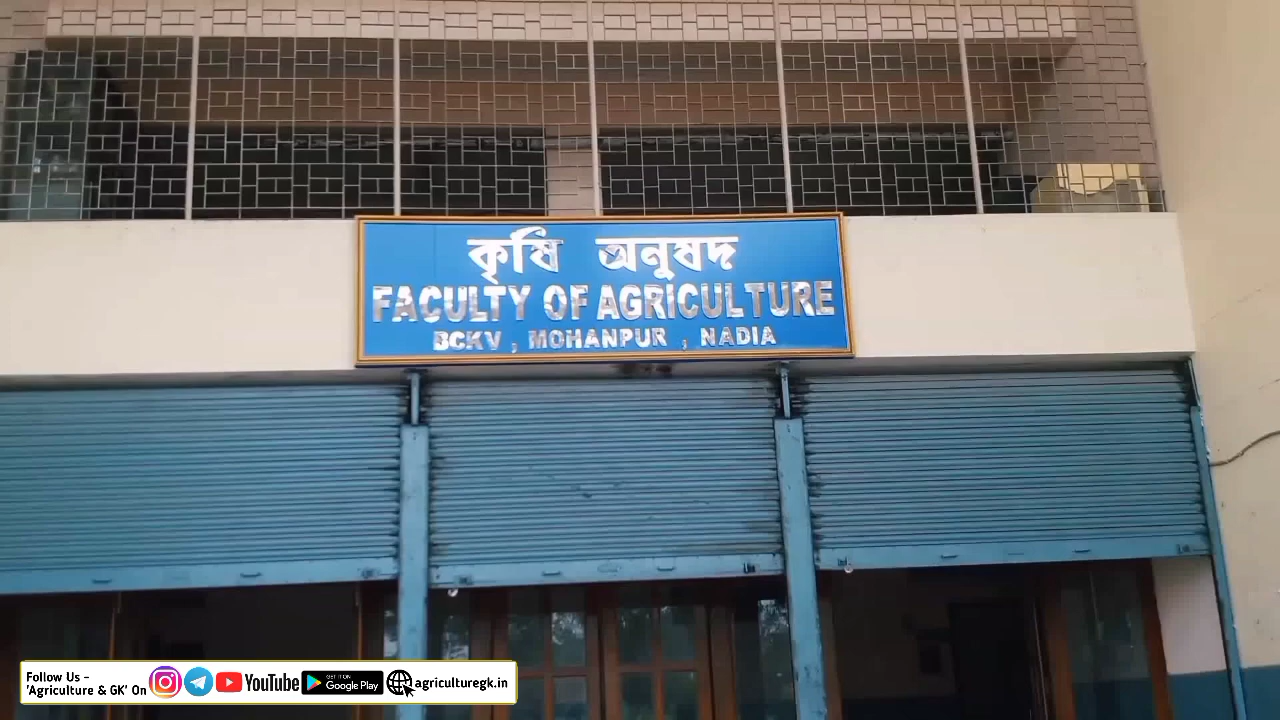 কৃষি অনুষদ
FACULTY OF AGRICULTURE
BCKV, MOHANPUR, NADIA
Follow Us –
'Agriculture & GK' On
YouTube
GET IT ON
Google Play
agriculturegk.in